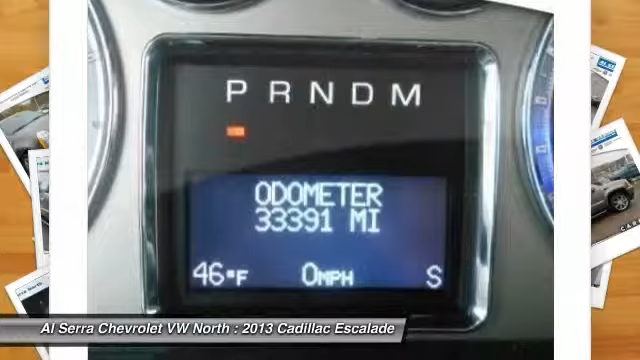 P R N D M
ODOMETER
33391 MI
46°F 0MPH S
Al Serra Chevrolet VW North : 2013 Cadillac Escalade